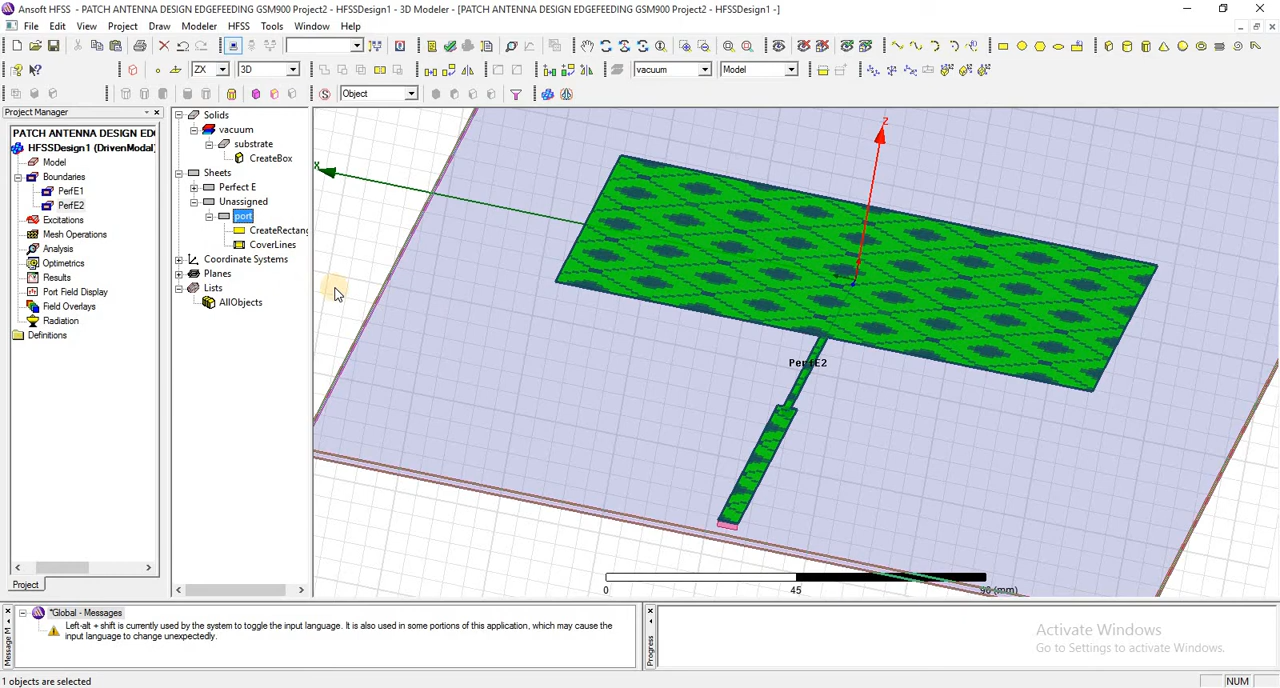 Ansoft HFSS - PATCH ANTENNA DESIGN EDGEFEEDING GSM900 Project2 - HFSSDesign1 - 3D Modeler - [PATCH ANTENNA DESIGN EDGEFEEDING GSM900 Project2 - HFSSDesign1 - 3D Modeler -]
File Edit View Project Draw Modeler HFSS Tools Window Help
ZX 3D vacuum Model
Object
Project Manager
PATCH ANTENNA DESIGN EDG
HFSSDesign1 (DrivenModal)
Model
Boundaries
PerfE1
PerfE2
Excitations
Mesh Operations
Analysis
Optimetrics
Results
Port Field Display
Field Overlays
Radiation
Definitions
Project
Solids
vacuum
substrate
CreateBox
Sheets
Perfect E
Unassigned
port
CreateRectang
CoverLines
Coordinate Systems
Planes
Lists
AllObjects
Z
X
PerfE2
0 45 90 (mm)
*Global - Messages
Left-alt + shift is currently used by the system to toggle the input language. It is also used in some portions of this application, which may cause the
input language to change unexpectedly.
Message M
Progress
Activate Windows
Go to Settings to activate Windows.
1 objects are selected
NUM